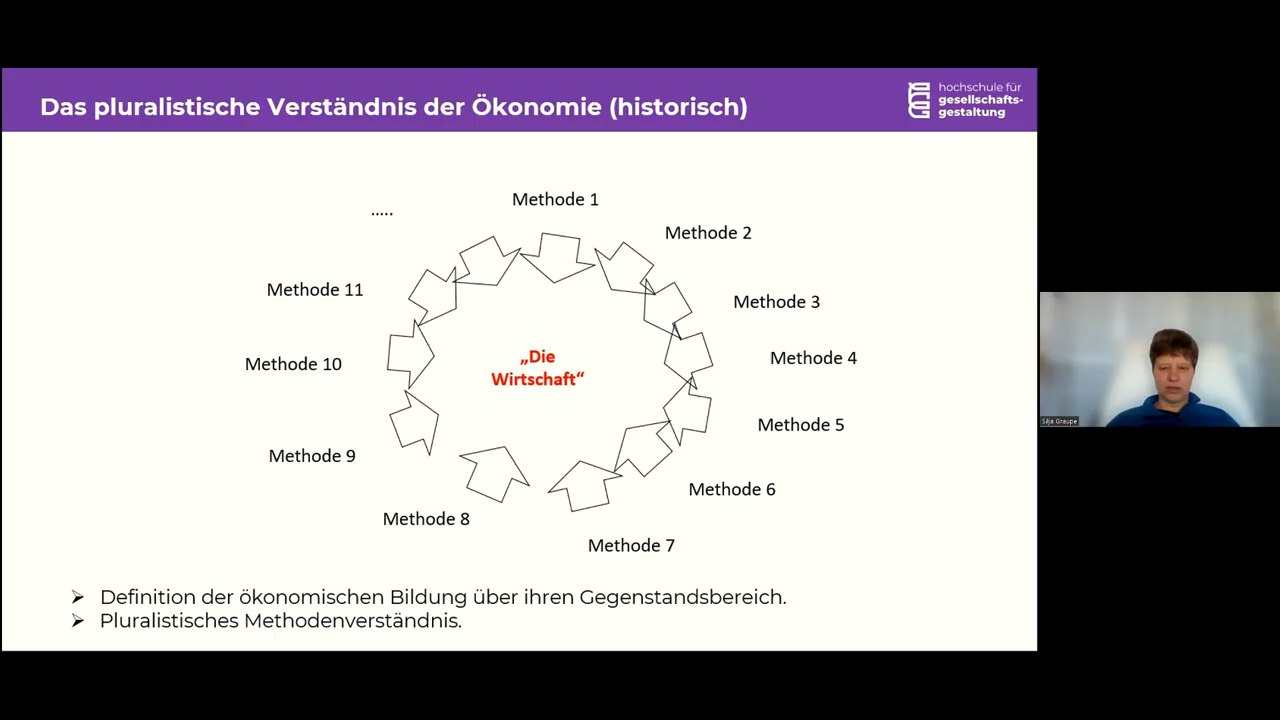 Das pluralistische Verständnis der Ökonomie (historisch)
hochschule für
gesellschafts-
gestaltung
Methode 1
.....
Methode 2
Methode 11
Methode 3
„Die
Wirtschaft“
Methode 4
Methode 10
Methode 5
Methode 9
Methode 6
Methode 8
Methode 7
Definition der ökonomischen Bildung über ihren Gegenstandsbereich.
Pluralistisches Methodenverständnis.
Silja Graupe